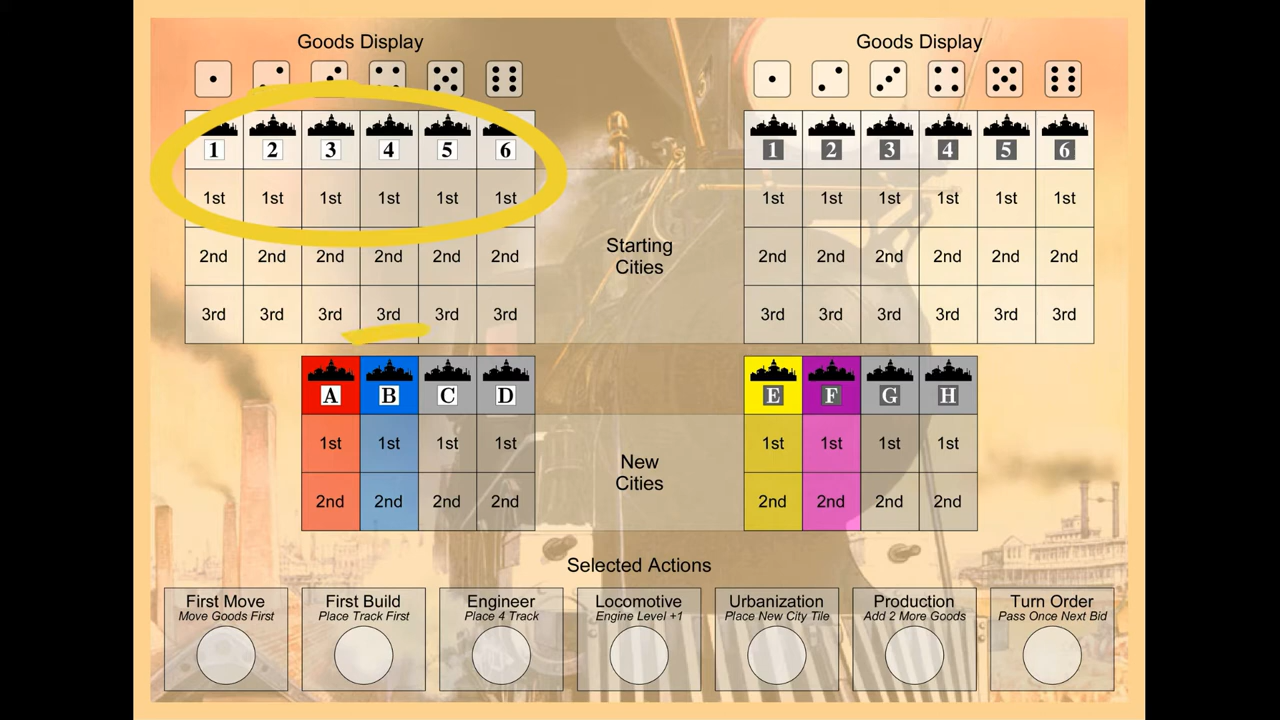 Goods Display
Goods Display
1 2 3 4 5 6
1 2 3 4 5 6
1st 1st 1st 1st 1st 1st
1st 1st 1st 1st 1st 1st
Starting
Cities
2nd 2nd 2nd 2nd 2nd 2nd
2nd 2nd 2nd 2nd 2nd 2nd
3rd 3rd 3rd 3rd 3rd 3rd
3rd 3rd 3rd 3rd 3rd 3rd
A B C D
E F G H
1st 1st 1st 1st
1st 1st 1st 1st
New
Cities
2nd 2nd 2nd 2nd
2nd 2nd 2nd 2nd
Selected Actions
First Move
Move Goods First
First Build
Place Track First
Engineer
Place 4 Track
Locomotive
Engine Level +1
Urbanization
Place New City Tile
Production
Add 2 More Goods
Turn Order
Pass Once Next Bid